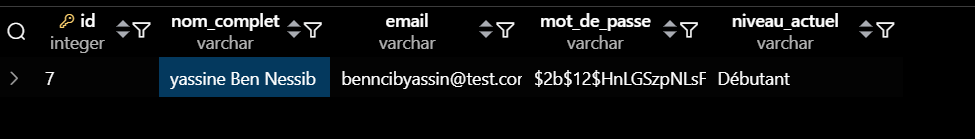 id nom_complet email mot_de_passe niveau_actuel
integer varchar varchar varchar varchar
7 yassine Ben Nessib benncibyassin@test.cor $2b$12$HnLGSzpNLsF Débutant